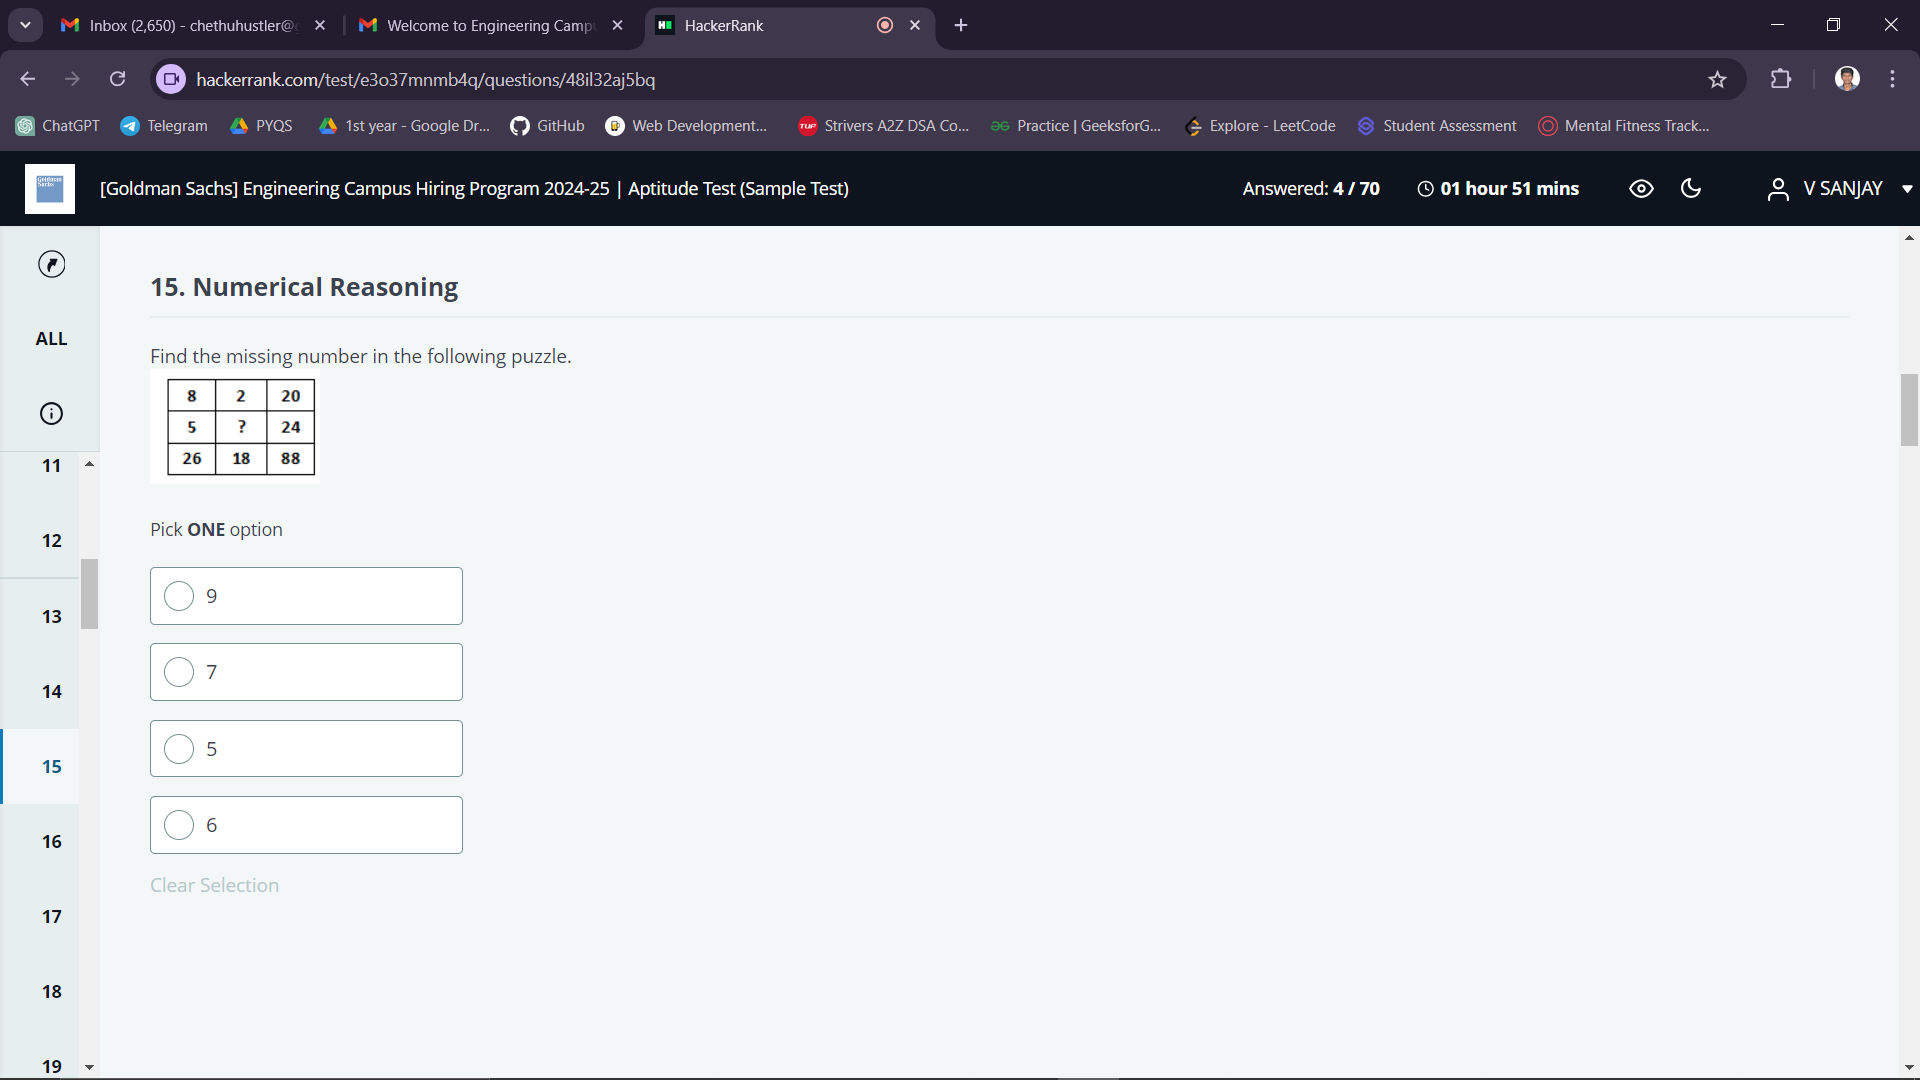 Inbox (2,650) - chethuhustler@
Welcome to Engineering Camp
HackerRank
hackerrank.com/test/e3o37mnmb4q/questions/48il32aj5bq
ChatGPT
Telegram
PYQS
1st year - Google Dr...
GitHub
Web Development...
TUF
Strivers A2Z DSA Co...
Practice | GeeksforG...
Explore - LeetCode
Student Assessment
Mental Fitness Track...
Goldman
Sachs
[Goldman Sachs] Engineering Campus Hiring Program 2024-25 | Aptitude Test (Sample Test)
Answered: 4 / 70
01 hour 51 mins
V SANJAY
ALL
11
12
13
14
15
16
17
18
19
15. Numerical Reasoning
Find the missing number in the following puzzle.
8 2 20
5 ? 24
26 18 88
Pick ONE option
9
7
5
6
Clear Selection